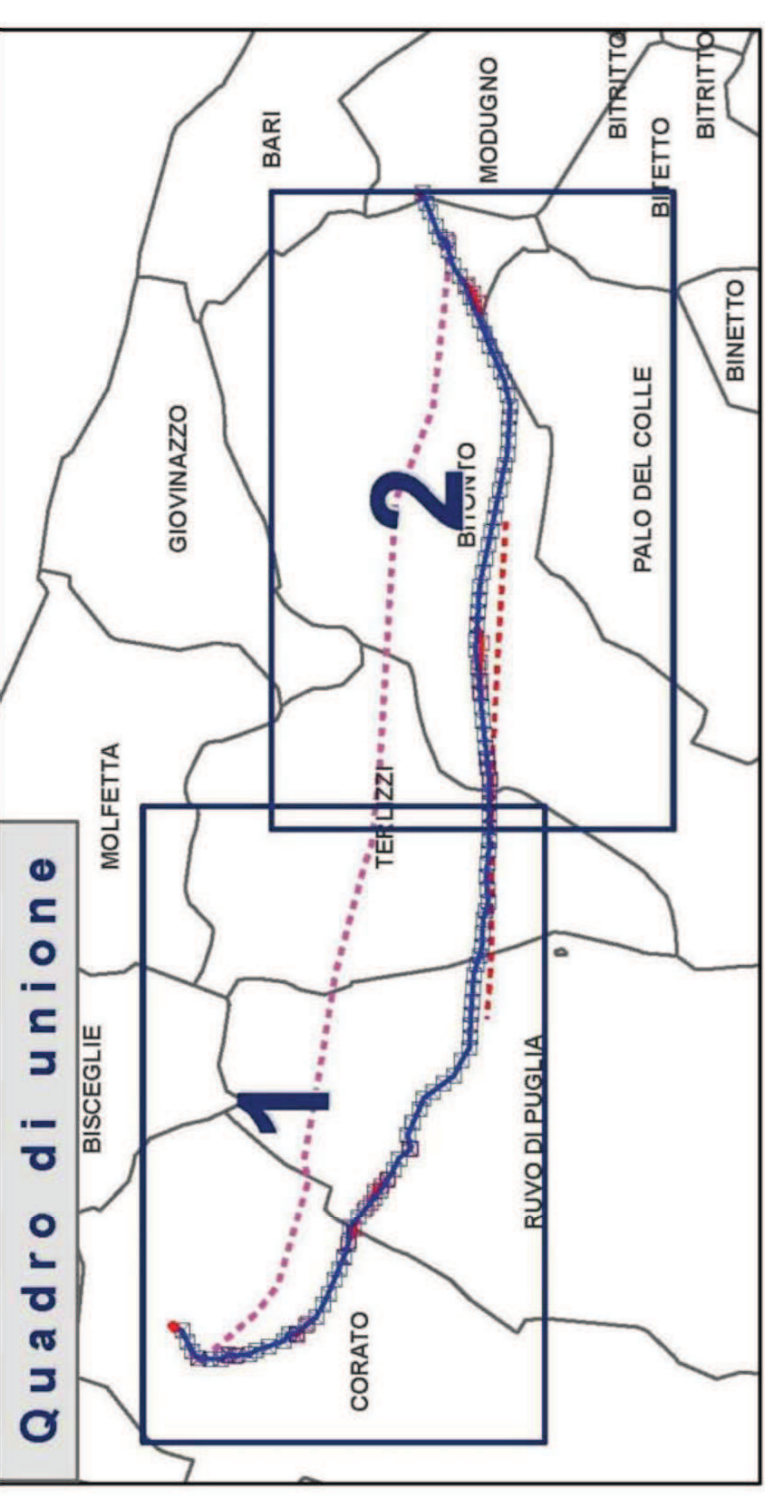 Quadro di unione
BISCEGLIE
MOLFETTA
GIOVINAZZO
BARI
MODUGNO
BITRITTO
BITRITTO
BITETTO
BINETTO
PALO DEL COLLE
BITONTO
2
TERLIZZI
1
RUVO DI PUGLIA
CORATO